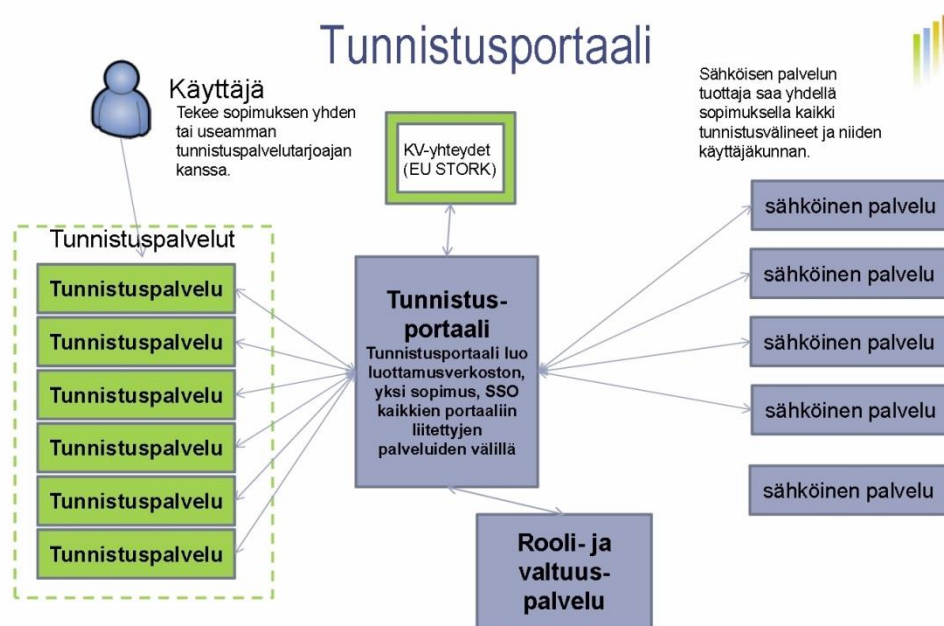 Tunnistusportaali
Käyttäjä
Tekee sopimuksen yhden
tai useamman
tunnistuspalvelutarjoajan
kanssa.
KV-yhteydet
(EU STORK)
Sähköisen palvelun
tuottaja saa yhdellä
sopimuksella kaikki
tunnistusvälineet ja niiden
käyttäjäkunnan.
Tunnistuspalvelut
Tunnistuspalvelu
Tunnistuspalvelu
Tunnistuspalvelu
Tunnistuspalvelu
Tunnistuspalvelu
Tunnistuspalvelu
Tunnistus-
portaali
Tunnistusportaali luo
luottamusverkoston,
yksi sopimus, SSO
kaikkien portaaliin
liitettyjen
palveluiden välillä
sähköinen palvelu
sähköinen palvelu
sähköinen palvelu
sähköinen palvelu
sähköinen palvelu
Rooli- ja
valtuus-
palvelu